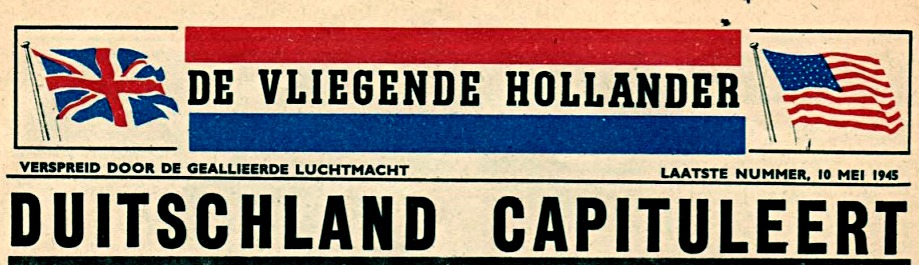 DE VLIEGENDE HOLLANDER
VERSPREID DOOR DE GEALLIEERDE LUCHTMACHT
LAATSTE NUMMER, 10 MEI 1945
DUITSCHLAND CAPITULEERT